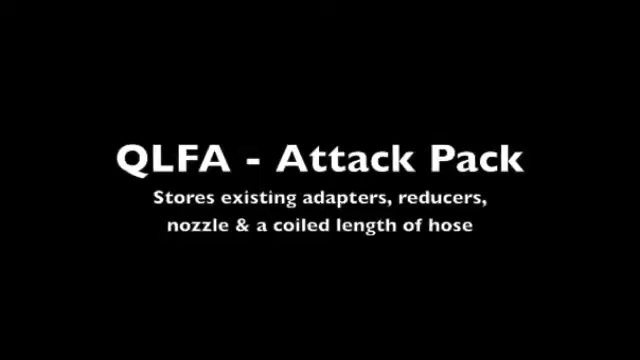 QLFA - Attack Pack
Stores existing adapters, reducers,
nozzle & a coiled length of hose